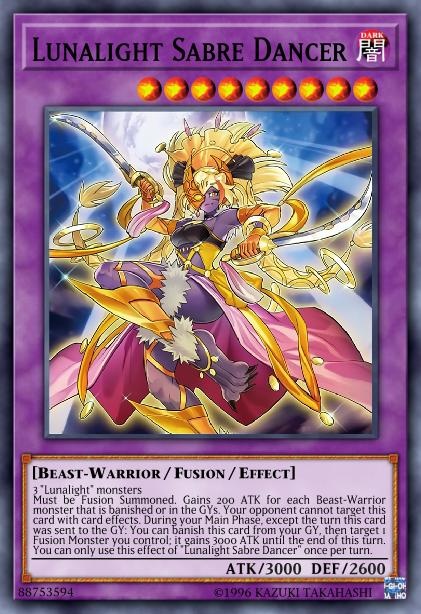 LUNALIGHT SABRE DANCER
DARK
闇
[BEAST-WARRIOR / FUSION / EFFECT]
3 "Lunalight" monsters
Must be Fusion Summoned. Gains 200 ATK for each Beast-Warrior
monster that is banished or in the GYs. Your opponent cannot target
this card with card effects. During your Main Phase, except the turn this card
was sent to the GY: You can banish this card from your GY, then target 1
Fusion Monster you control; it gains 3000 ATK until the end of this turn.
You can only use this effect of "Lunalight Sabre Dancer" once per turn.
ATK/3000 DEF/2600
88753594
©1996 KAZUKI TAKAHASHI